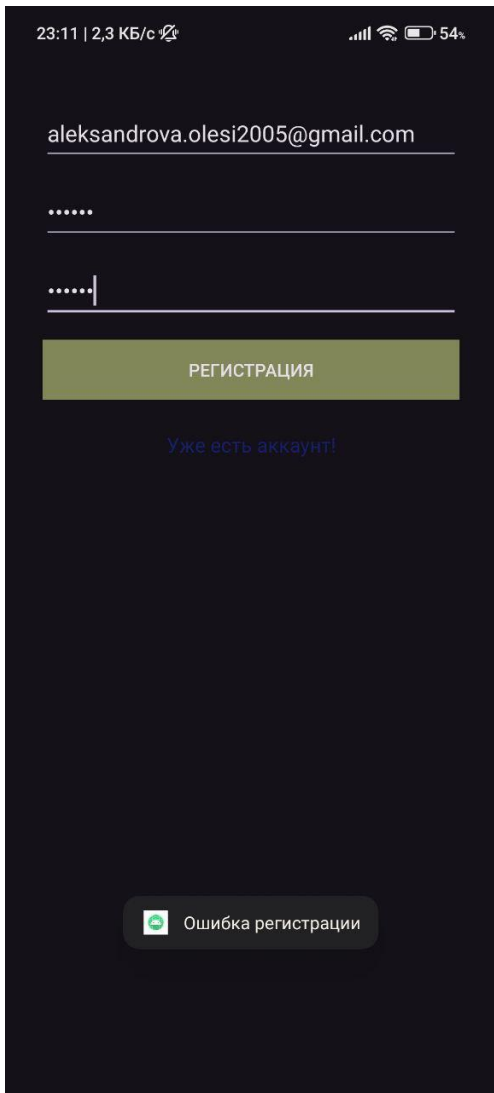 23:11 | 2,3 КБ/с 54%
aleksandrova.olesi2005@gmail.com
••••••
••••••
РЕГИСТРАЦИЯ
Уже есть аккаунт!
Ошибка регистрации